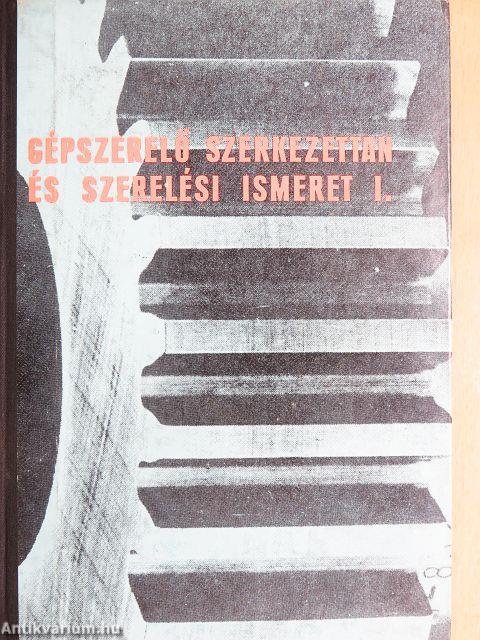 GÉPSZERELŐ SZERKEZETTAN
ÉS SZERELÉSI ISMERET I.
Antikvarium.hu